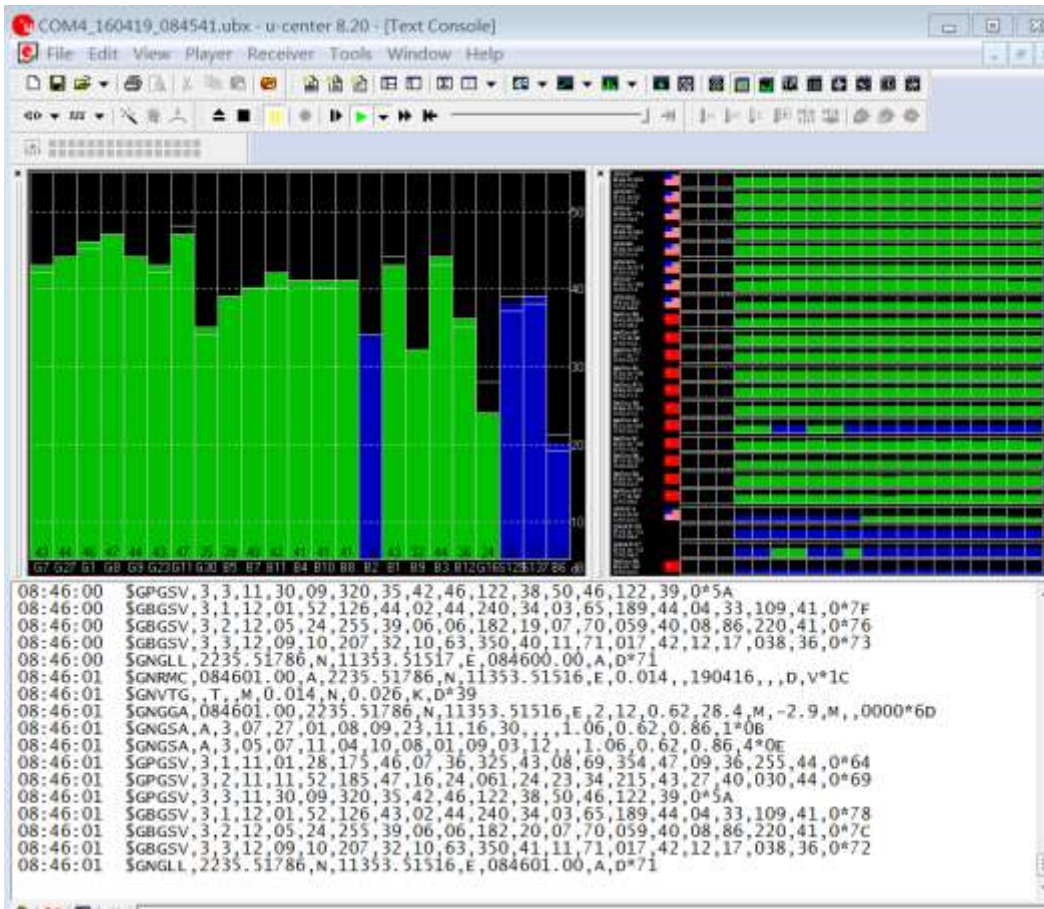 COM4_160419_084541.ubx - u-center 8.20 - [Text Console]
File Edit View Player Receiver Tools Window Help
50
40
30
20
10
43 44 46 47 44 43 47 35 39 40 42 41 41 41 43 32 44 36 24
G7 G27 G1 G8 G9 G23 G11 G30 B5 B7 B11 B4 B10 B8 B2 B1 B9 B3 B12 G16 S129 S137 B6 dB
08:46:00 $GPGSV,3,3,11,30,09,320,35,42,46,122,38,50,46,122,39,0*5A
08:46:00 $GBGSV,3,1,12,01,52,126,44,02,44,240,34,03,65,189,44,04,33,109,41,0*7F
08:46:00 $GBGSV,3,2,12,05,24,255,39,06,06,182,19,07,70,059,40,08,86,220,41,0*76
08:46:00 $GBGSV,3,3,12,09,10,207,32,10,63,350,40,11,71,017,42,12,17,038,36,0*73
08:46:00 $GNGLL,2235.51786,N,11353.51517,E,084600.00,A,D*71
08:46:01 $GNRMC,084601.00,A,2235.51786,N,11353.51516,E,0.014,,190416,,,D,V*1C
08:46:01 $GNVTG,,T,,M,0.014,N,0.026,K,D*39
08:46:01 $GNGGA,084601.00,2235.51786,N,11353.51516,E,2,12,0.62,28.4,M,-2.9,M,,0000*6D
08:46:01 $GNGSA,A,3,07,27,01,08,09,23,11,16,30,,,,1.06,0.62,0.86,1*0B
08:46:01 $GNGSA,A,3,05,07,11,04,10,08,01,09,03,12,,,1.06,0.62,0.86,4*0E
08:46:01 $GPGSV,3,1,11,01,28,175,46,07,36,325,43,08,69,354,47,09,36,255,44,0*64
08:46:01 $GPGSV,3,2,11,11,52,185,47,16,24,061,24,23,34,215,43,27,40,030,44,0*69
08:46:01 $GPGSV,3,3,11,30,09,320,35,42,46,122,38,50,46,122,39,0*5A
08:46:01 $GBGSV,3,1,12,01,52,126,43,02,44,240,34,03,65,189,44,04,33,109,41,0*78
08:46:01 $GBGSV,3,2,12,05,24,255,39,06,06,182,20,07,70,059,40,08,86,220,41,0*7C
08:46:01 $GBGSV,3,3,12,09,10,207,32,10,63,350,41,11,71,017,42,12,17,038,36,0*72
08:46:01 $GNGLL,2235.51786,N,11353.51516,E,084601.00,A,D*71